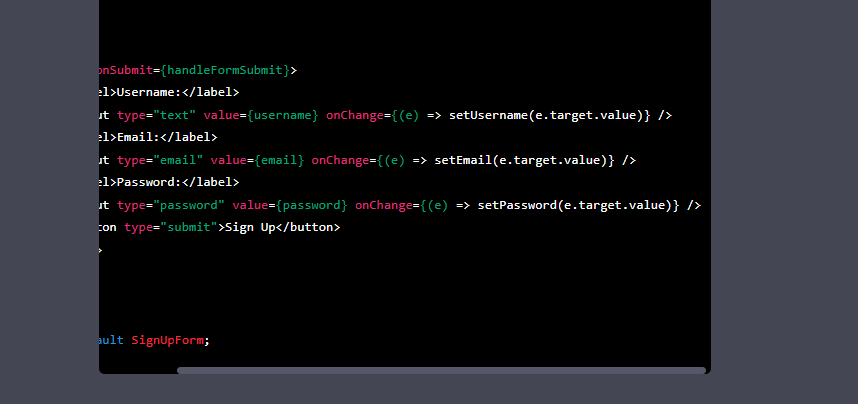 onSubmit={handleFormSubmit}>
el>Username:</label>
ut type="text" value={username} onChange={(e) => setUsername(e.target.value)} />
el>Email:</label>
ut type="email" value={email} onChange={(e) => setEmail(e.target.value)} />
el>Password:</label>
ut type="password" value={password} onChange={(e) => setPassword(e.target.value)} />
ton type="submit">Sign Up</button>
>
ault SignUpForm;